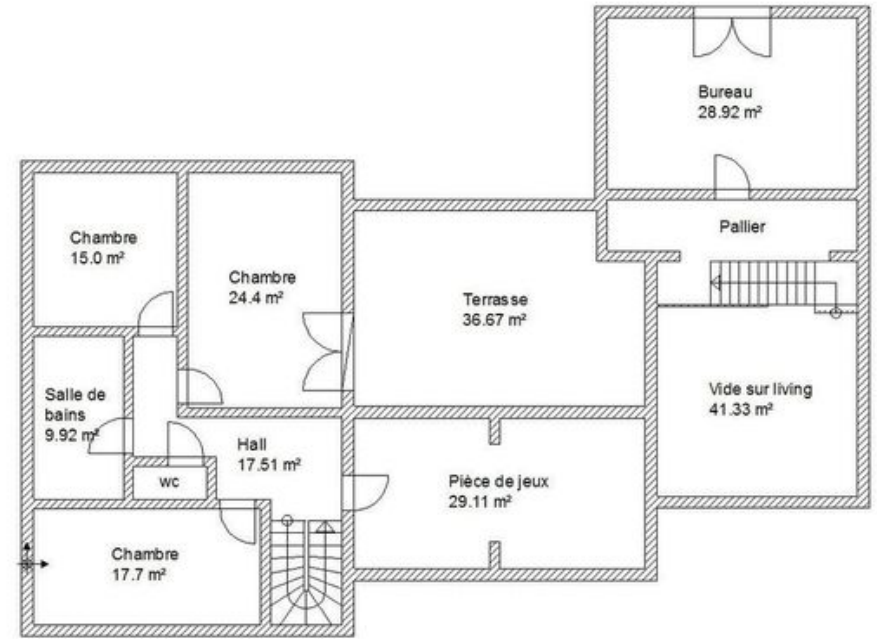 Bureau
28.92 m²
Pallier
Chambre
15.0 m²
Chambre
24.4 m²
Terrasse
36.67 m²
Salle de
bains
9.92 m²
Vide sur living
41.33 m²
Hall
17.51 m²
wc
Pièce de jeux
29.11 m²
Chambre
17.7 m²